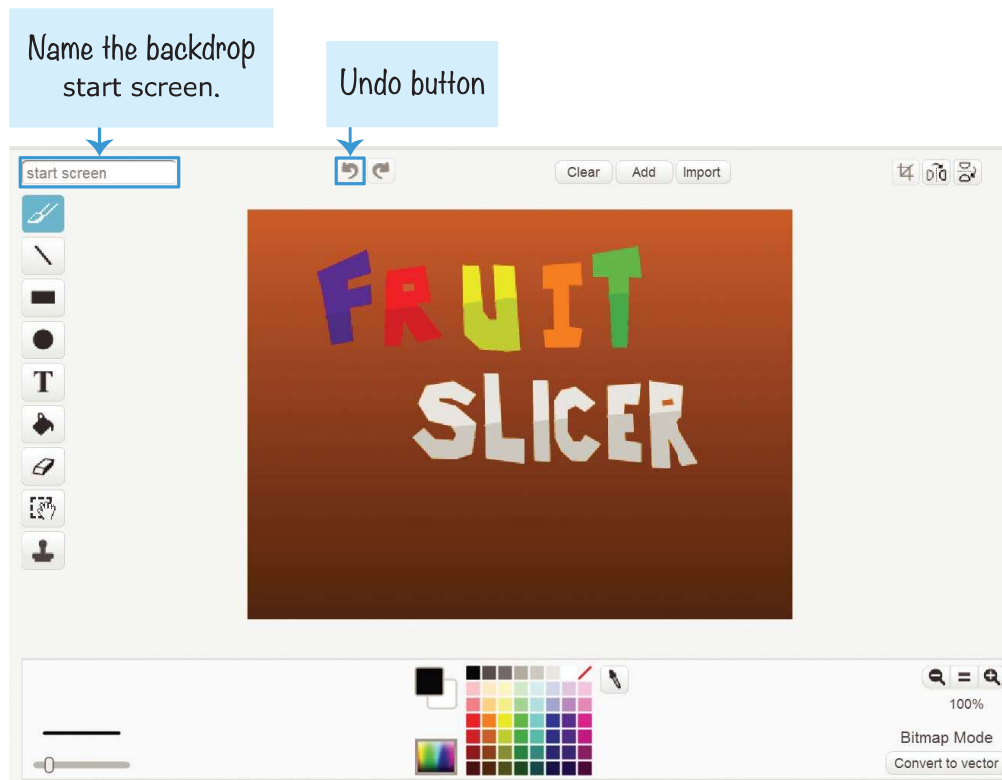 Name the backdrop
start screen.
Undo button
start screen
Clear
Add
Import
T
FRUIT
SLICER
100%
Bitmap Mode
Convert to vector